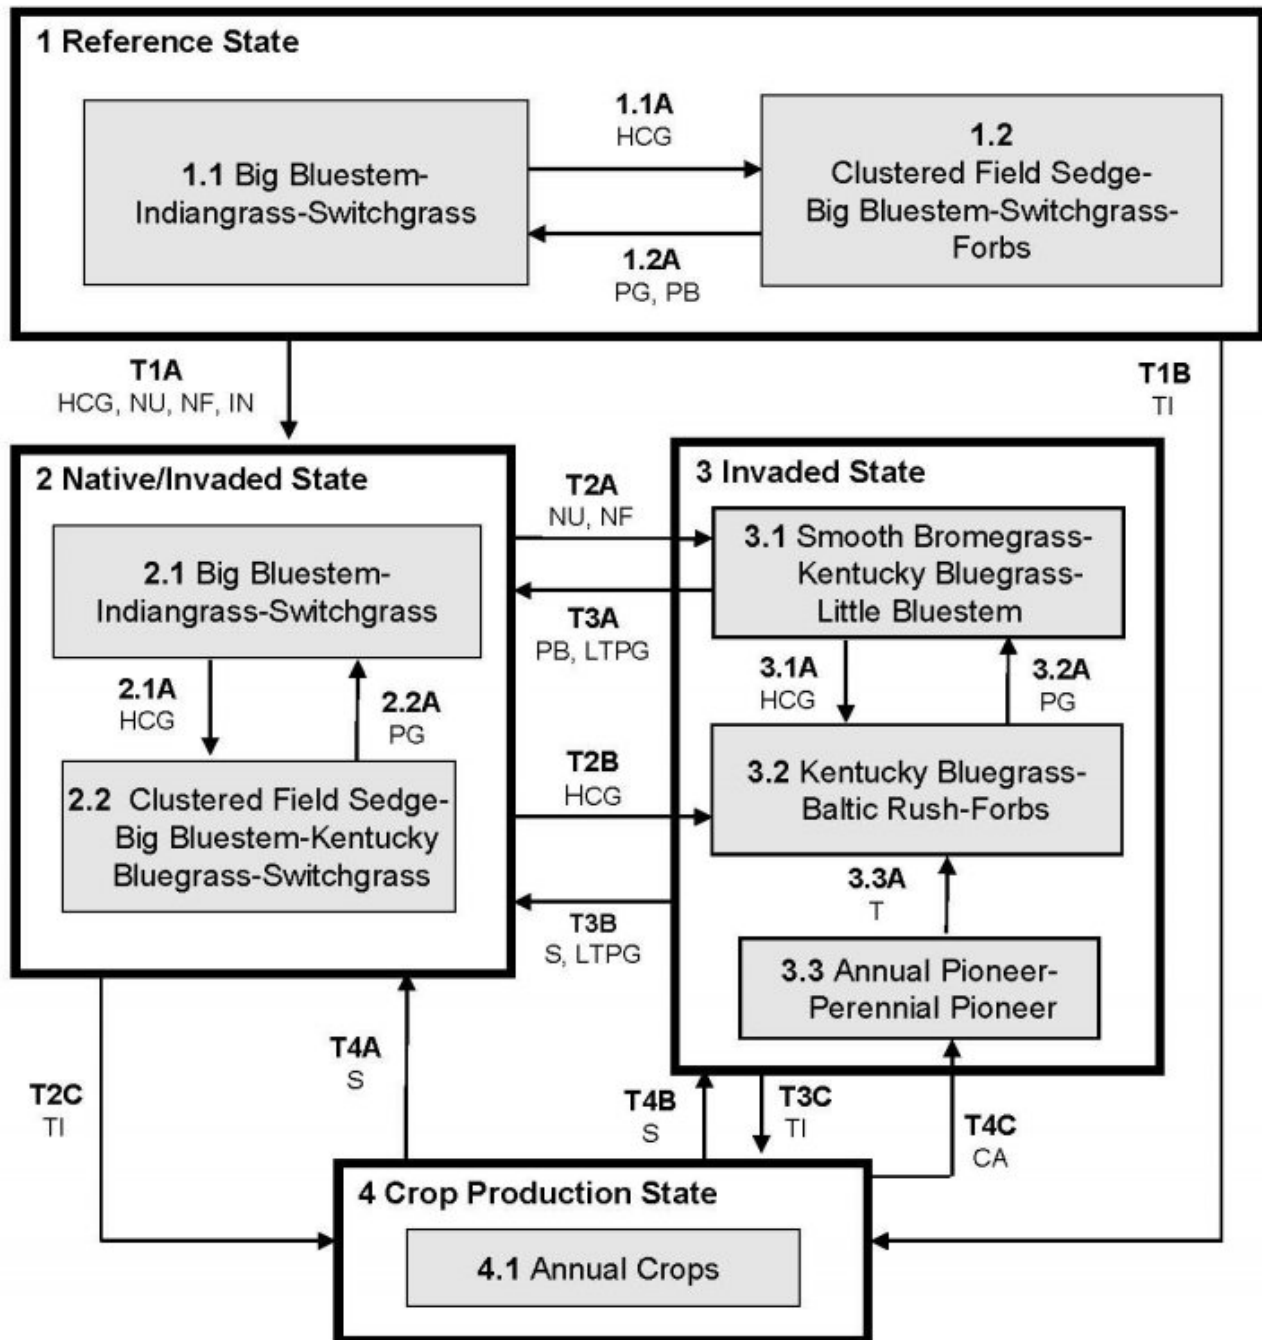 1 Reference State
1.1 Big Bluestem-
Indiangrass-Switchgrass
1.1A
HCG
1.2A
PG, PB
1.2
Clustered Field Sedge-
Big Bluestem-Switchgrass-
Forbs
T1A
HCG, NU, NF, IN
T1B
TI
2 Native/Invaded State
2.1 Big Bluestem-
Indiangrass-Switchgrass
2.1A
HCG
2.2A
PG
2.2 Clustered Field Sedge-
Big Bluestem-Kentucky
Bluegrass-Switchgrass
T2A
NU, NF
T3A
PB, LTPG
T2B
HCG
T3B
S, LTPG
3 Invaded State
3.1 Smooth Bromegrass-
Kentucky Bluegrass-
Little Bluestem
3.1A
HCG
3.2A
PG
3.2 Kentucky Bluegrass-
Baltic Rush-Forbs
3.3A
T
3.3 Annual Pioneer-
Perennial Pioneer
T2C
TI
T4A
S
T4B
S
T3C
TI
T4C
CA
4 Crop Production State
4.1 Annual Crops